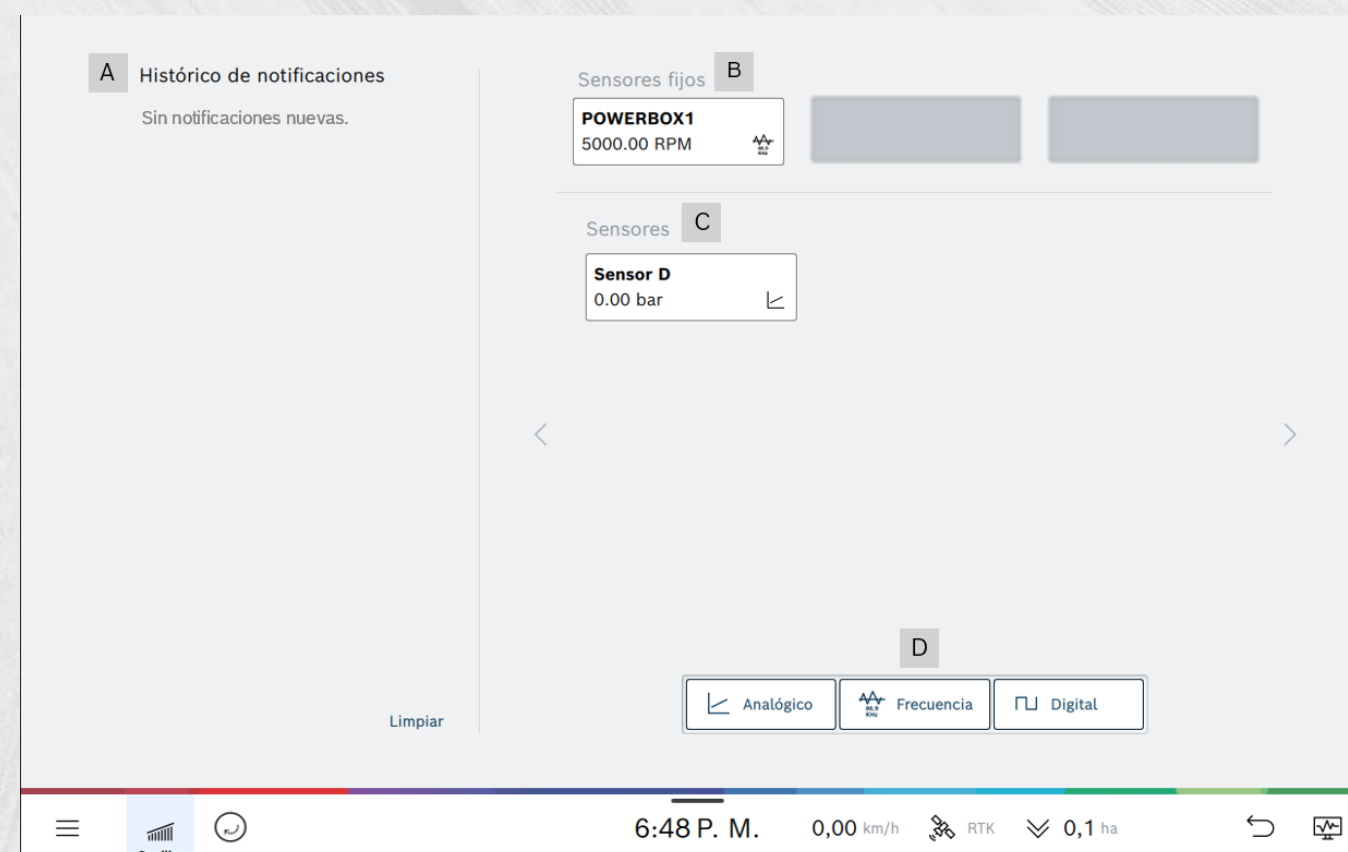 A Histórico de notificaciones
Sin notificaciones nuevas.
Limpiar
Sensores fijos B
POWERBOX1
5000.00 RPM
Sensores C
Sensor D
0.00 bar
D
Analógico Frecuencia Digital
6:48 P. M. 0,00 km/h RTK 0,1 ha